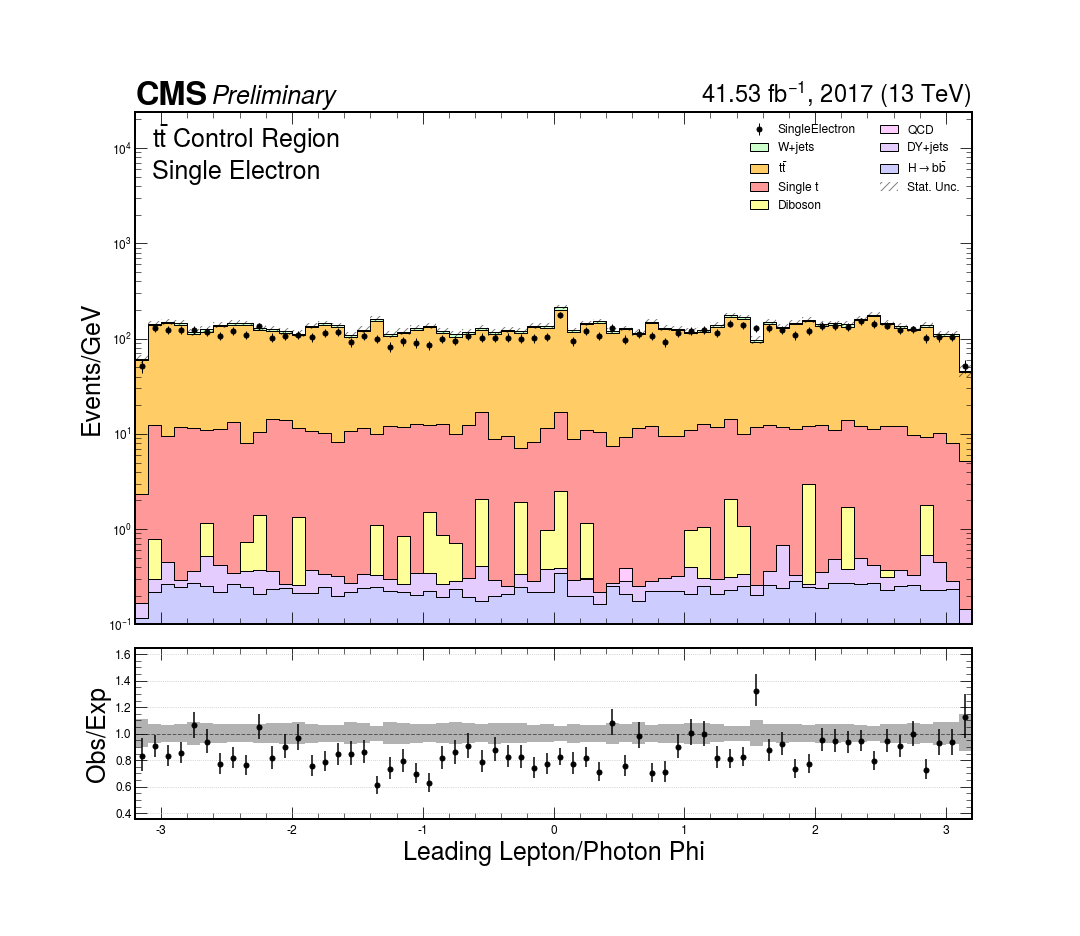 CMS Preliminary
41.53 fb⁻¹, 2017 (13 TeV)
tt̄ Control Region
Single Electron
SingleElectron
W+jets
tt̄
Single t
Diboson
QCD
DY+jets
H→bb̄
Stat. Unc.
Events/GeV
10⁴
10³
10²
10¹
10⁰
10⁻¹
Obs/Exp
1.6
1.4
1.2
1.0
0.8
0.6
0.4
-3 -2 -1 0 1 2 3
Leading Lepton/Photon Phi